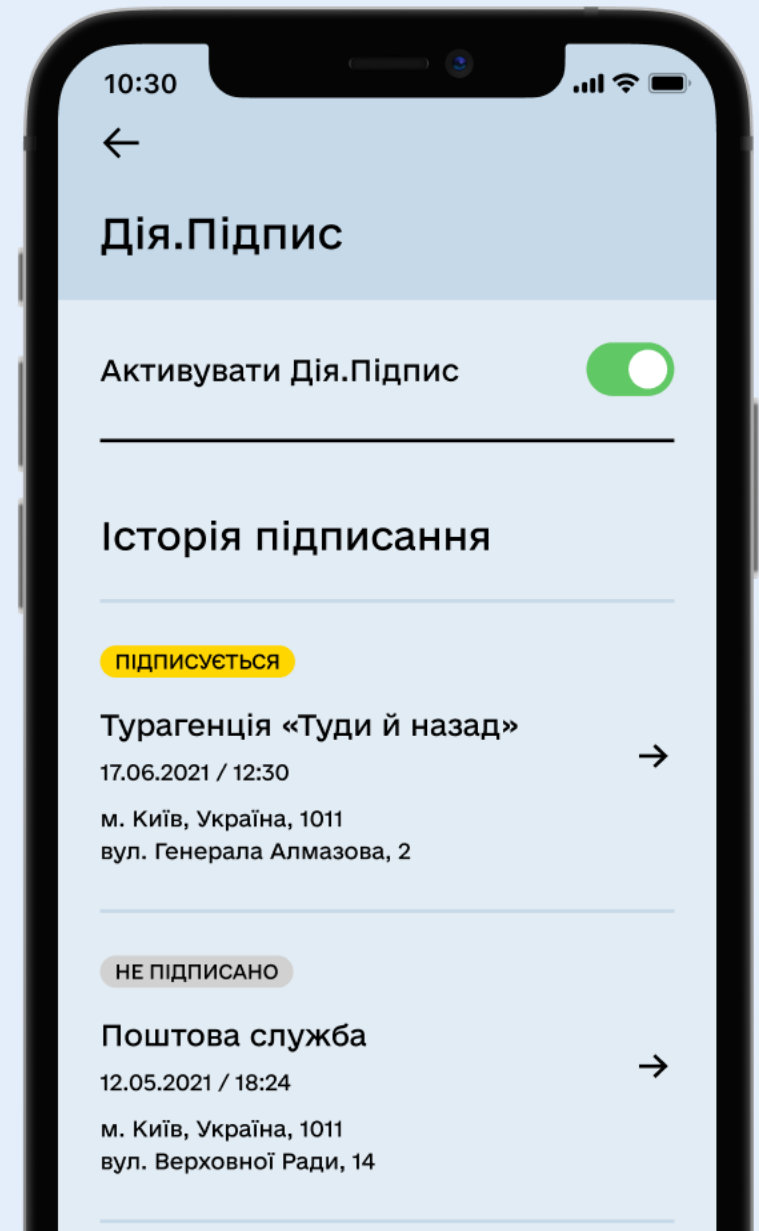 10:30
Дія.Підпис
Активувати Дія.Підпис
Історія підписання
ПІДПИСУЄТЬСЯ
Турагенція «Туди й назад»
17.06.2021 / 12:30
м. Київ, Україна, 1011
вул. Генерала Алмазова, 2
НЕ ПІДПИСАНО
Поштова служба
12.05.2021 / 18:24
м. Київ, Україна, 1011
вул. Верховної Ради, 14